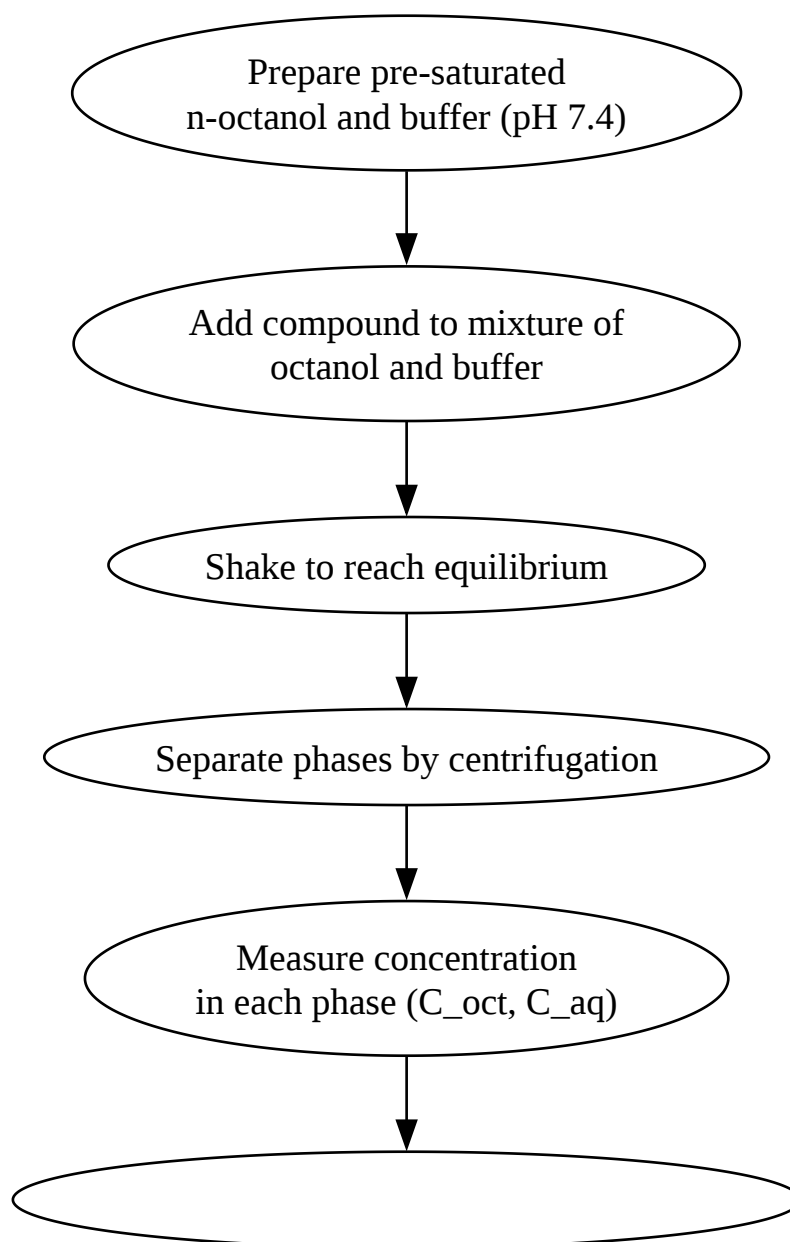 Prepare pre-saturated
n-octanol and buffer (pH 7.4)
Add compound to mixture of
octanol and buffer
Shake to reach equilibrium
Separate phases by centrifugation
Measure concentration
in each phase (C_oct, C_aq)